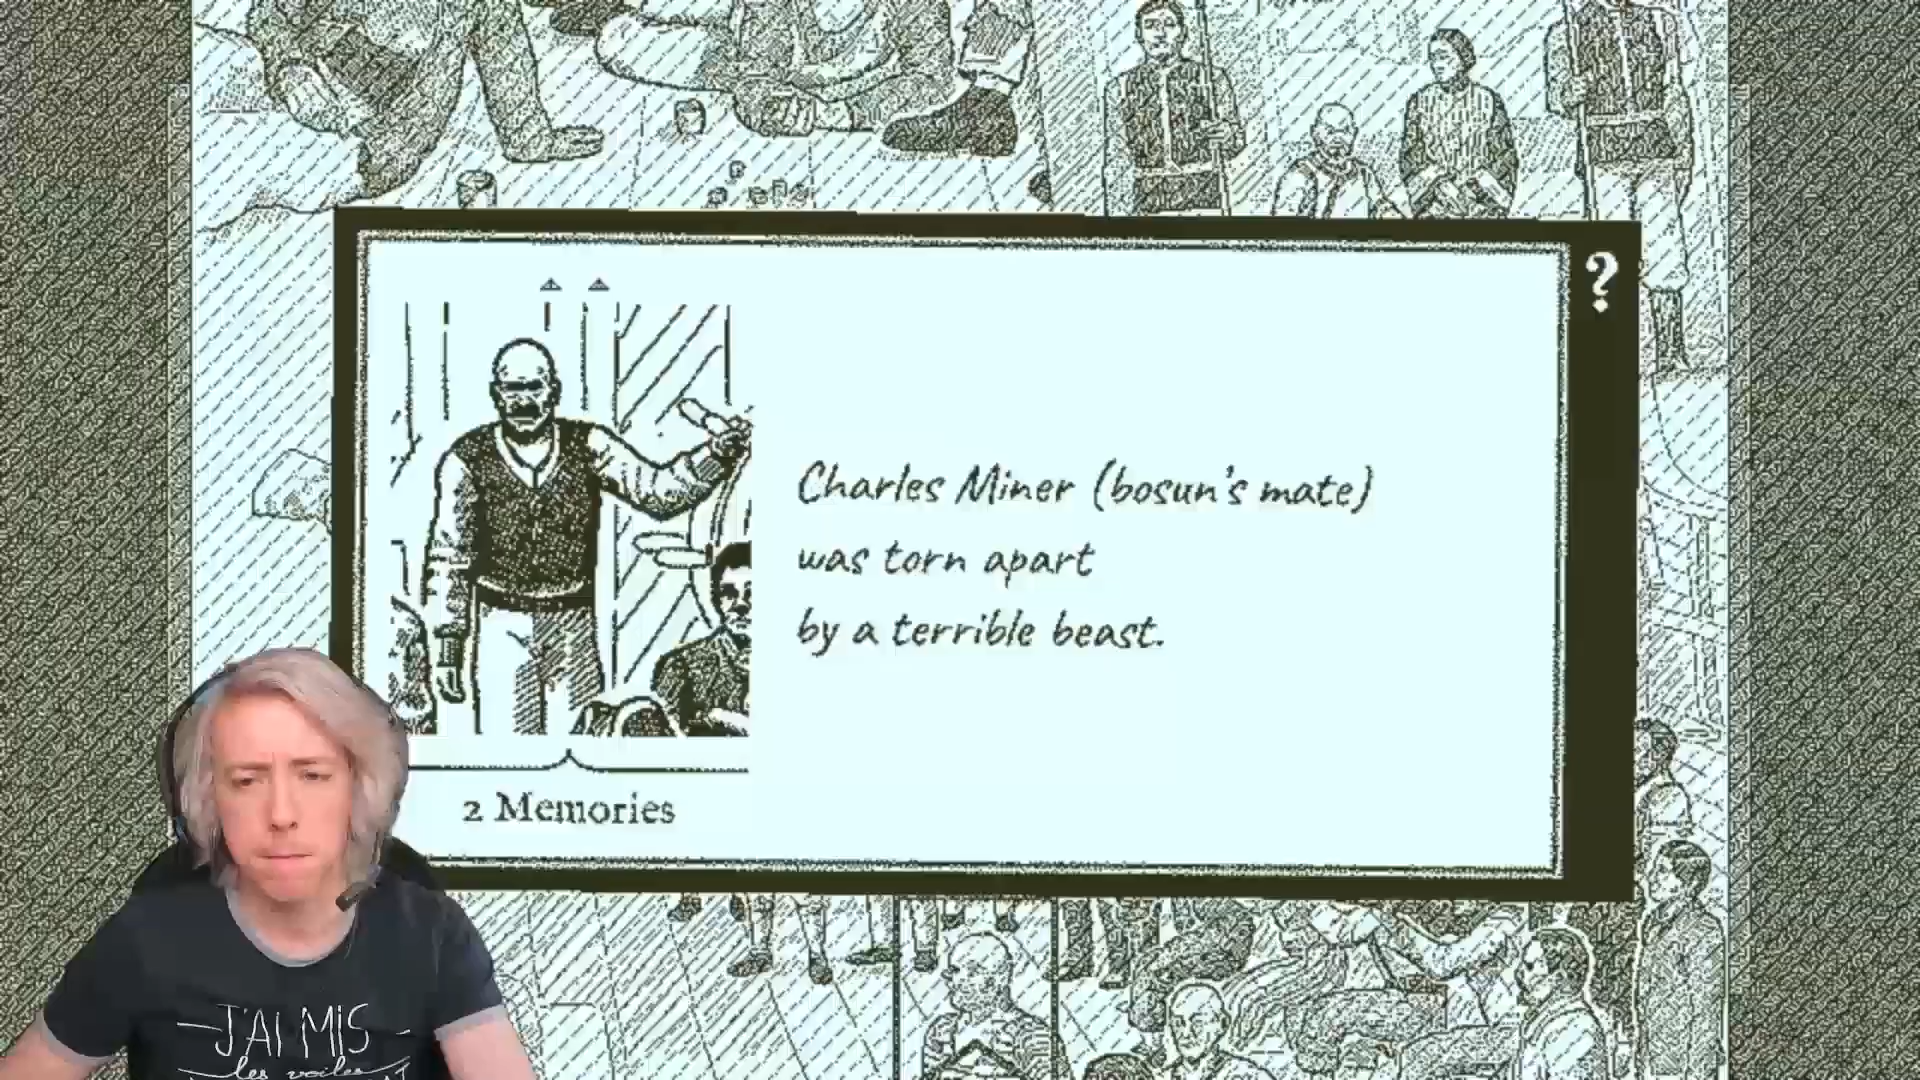 ?
Charles Miner (bosun's mate)
was torn apart
by a terrible beast.
2 Memories
J'AI MIS
les voiles